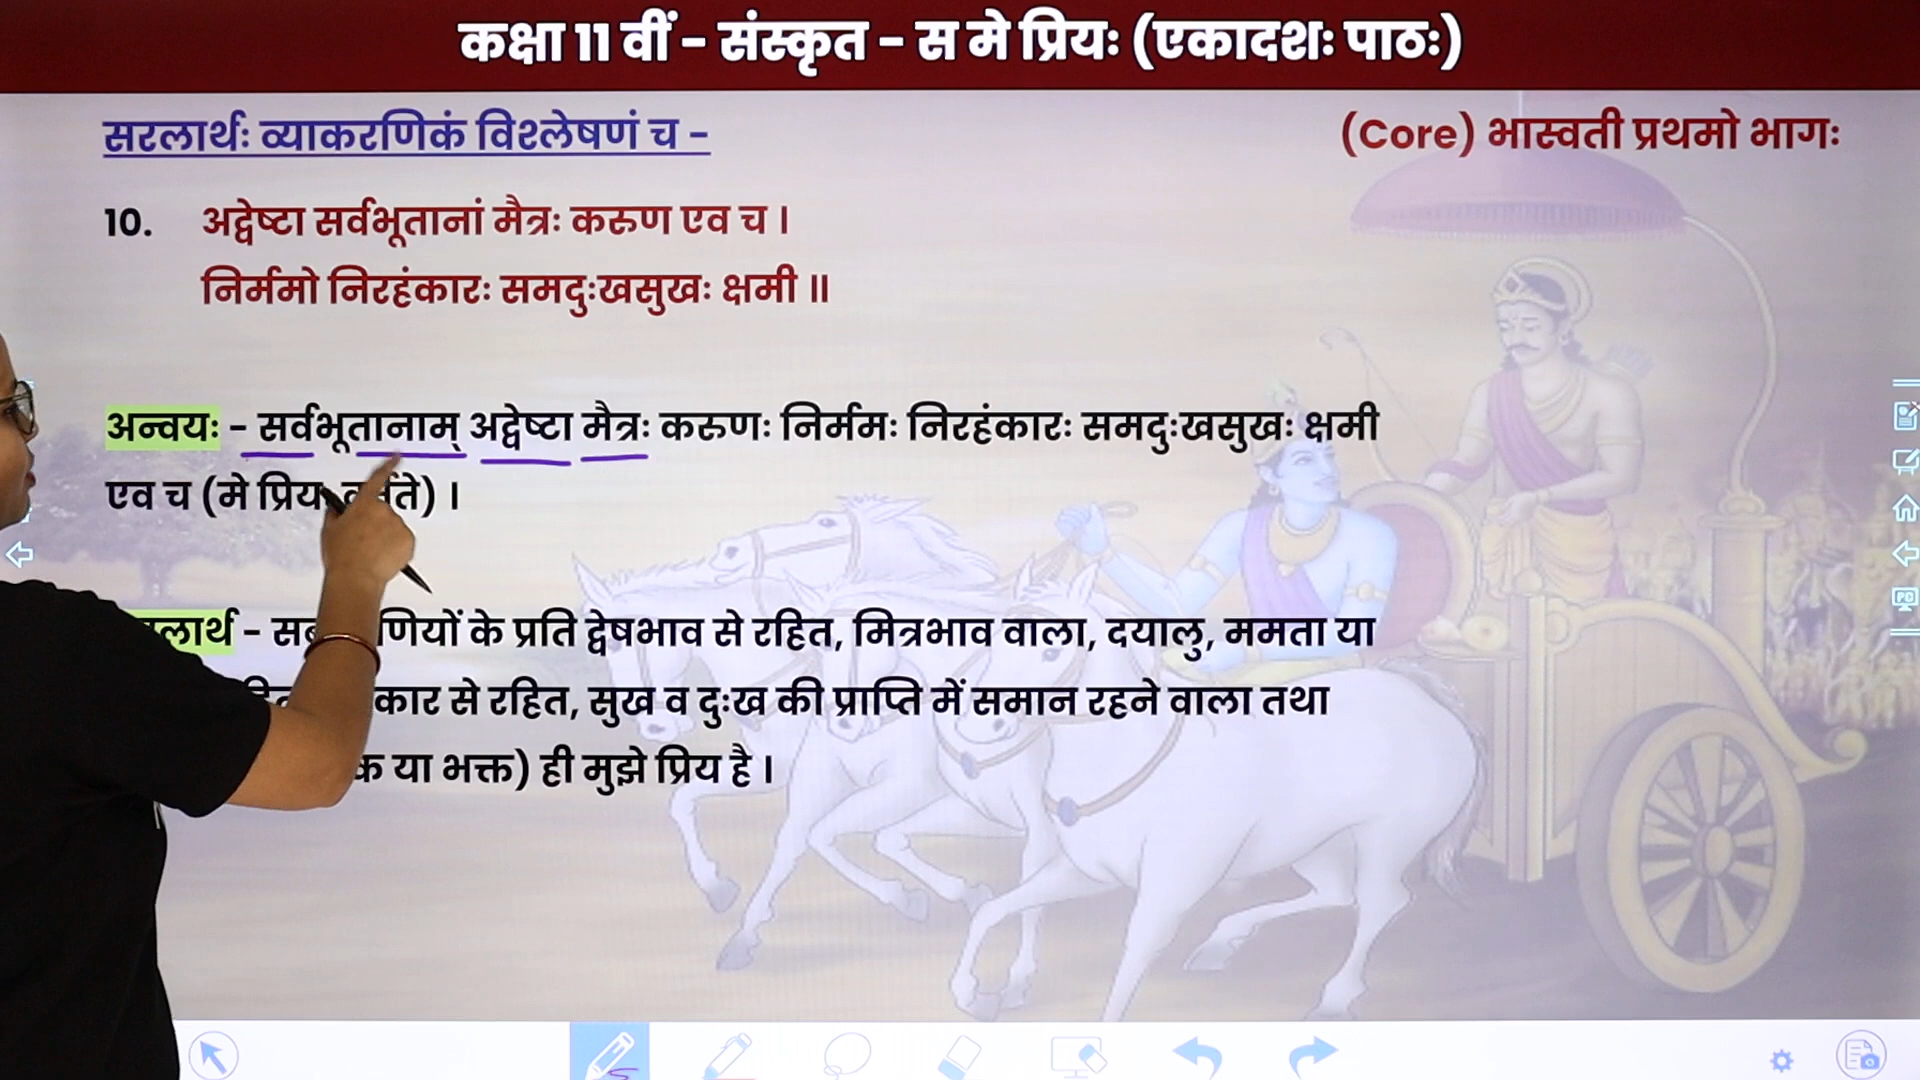 कक्षा 11 वीं - संस्कृत - स मे प्रियः (एकादशः पाठः)
सरलार्थः व्याकरणिकं विश्लेषणं च -
(Core) भास्वती प्रथमो भागः
10. अद्वेष्टा सर्वभूतानां मैत्रः करुण एव च ।
निर्ममो निरहंकारः समदुःखसुखः क्षमी ॥
अन्वयः - सर्वभूतानाम् अद्वेष्टा मैत्रः करुणः निर्ममः निरहंकारः समदुःखसुखः क्षमी
एव च (मे
- के प्रति द्वेषभाव से रहित, मित्रभाव वाला, दयालु, ममता या
से रहित, सुख व दुःख की प्राप्ति में समान रहने वाला तथा
या भक्त) ही मुझे प्रिय है ।